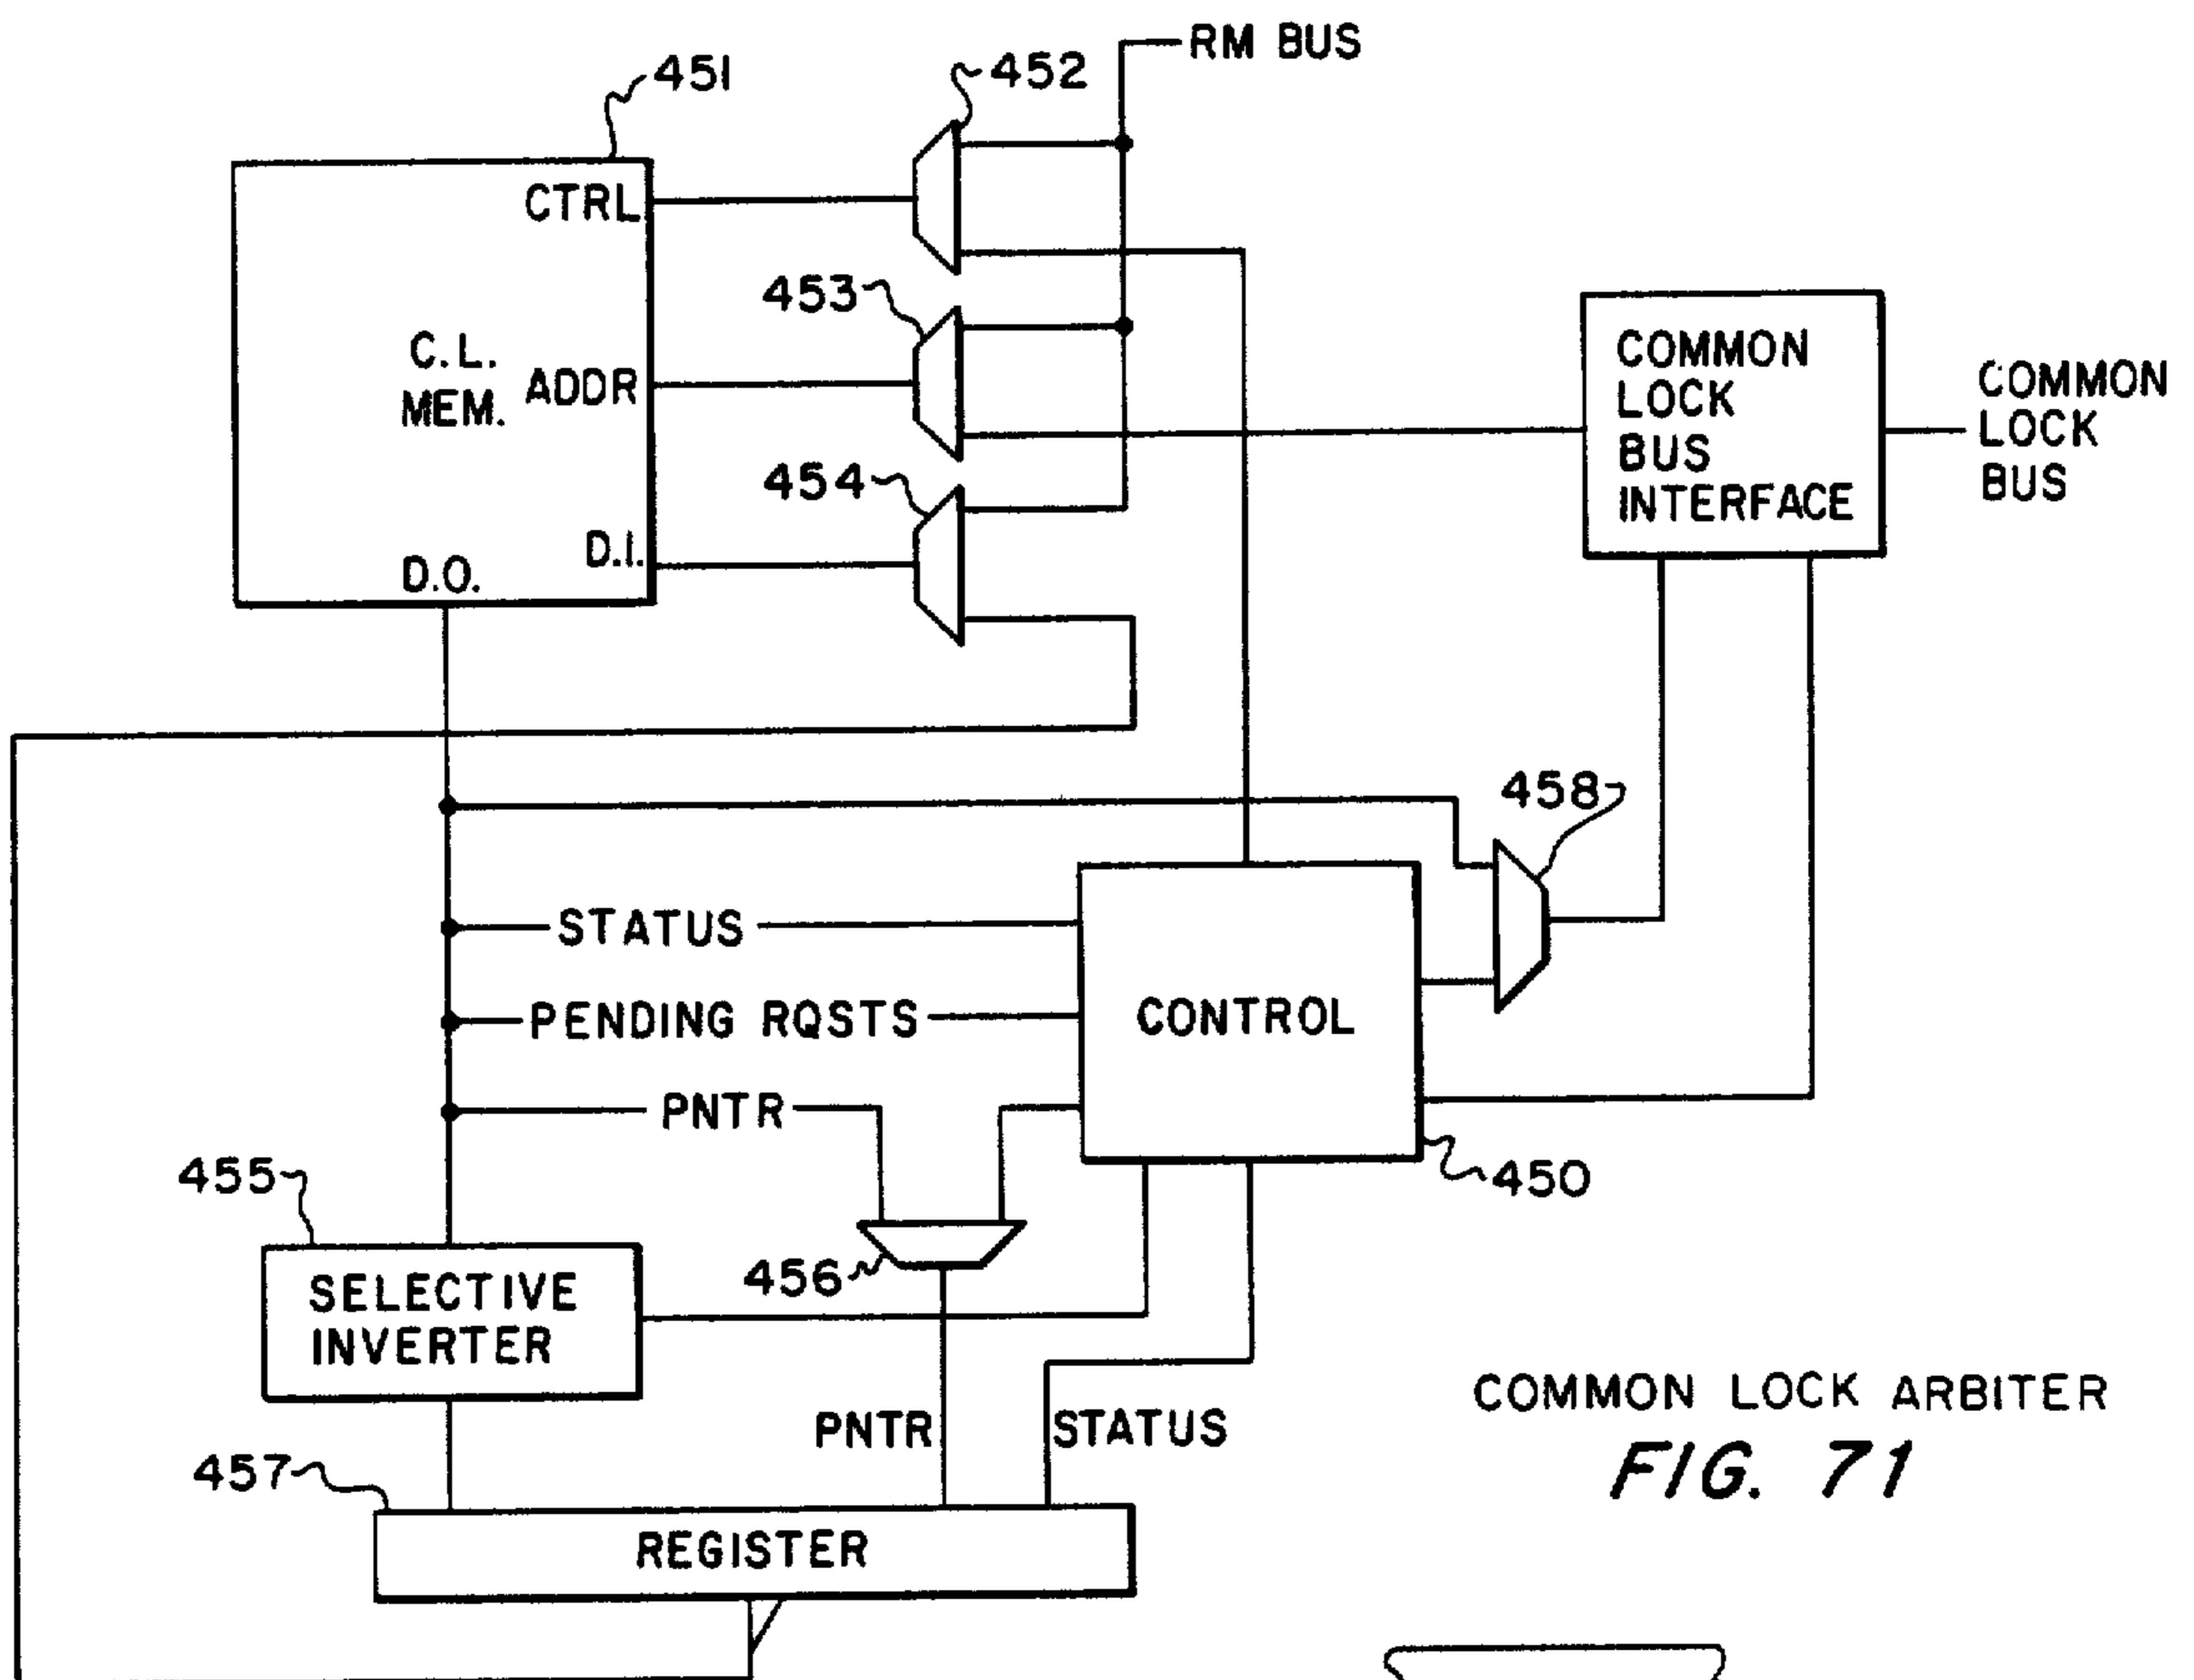 RM BUS
451
452
CTRL
453
C.L.
MEM.
ADDR
454
D.I.
D.O.
COMMON
LOCK
BUS
INTERFACE
COMMON
LOCK
BUS
458
STATUS
PENDING RQSTS
CONTROL
PNTR
450
455
456
SELECTIVE
INVERTER
PNTR
STATUS
457
REGISTER
COMMON LOCK ARBITER
FIG. 71